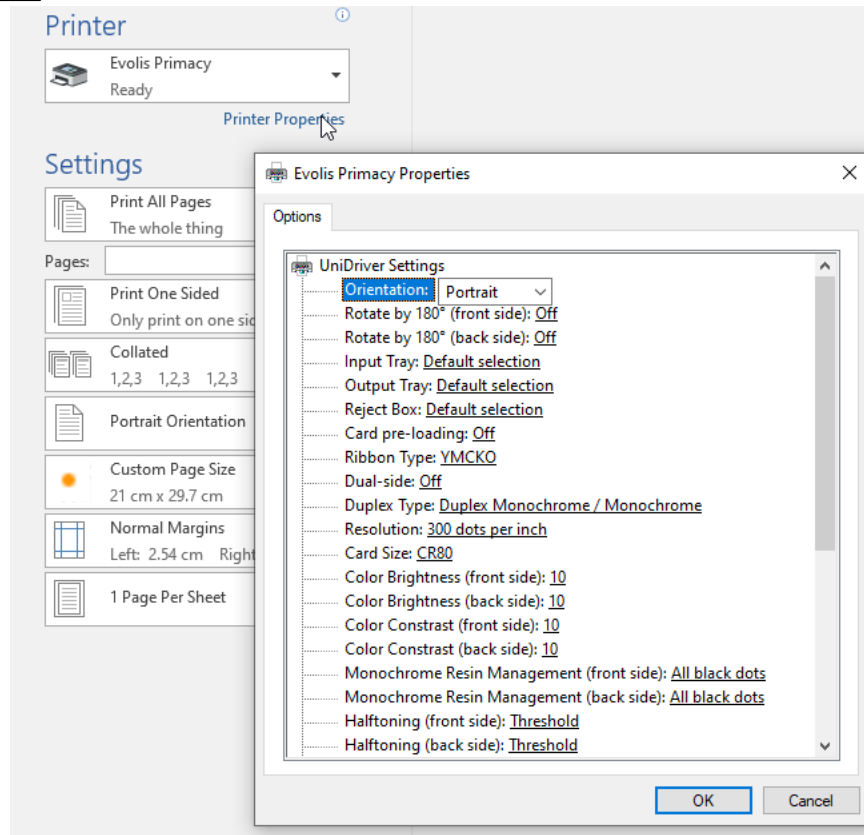 Printer
Evolis Primacy
Ready
Printer Properties
Settings
Print All Pages
The whole thing
Pages:
Print One Sided
Only print on one sid
Collated
1,2,3 1,2,3 1,2,3
Portrait Orientation
Custom Page Size
21 cm x 29.7 cm
Normal Margins
Left: 2.54 cm Right
1 Page Per Sheet
Evolis Primacy Properties
Options
UniDriver Settings
Orientation: Portrait
Rotate by 180° (front side): Off
Rotate by 180° (back side): Off
Input Tray: Default selection
Output Tray: Default selection
Reject Box: Default selection
Card pre-loading: Off
Ribbon Type: YMCKO
Dual-side: Off
Duplex Type: Duplex Monochrome / Monochrome
Resolution: 300 dots per inch
Card Size: CR80
Color Brightness (front side): 10
Color Brightness (back side): 10
Color Constrast (front side): 10
Color Constrast (back side): 10
Monochrome Resin Management (front side): All black dots
Monochrome Resin Management (back side): All black dots
Halftoning (front side): Threshold
Halftoning (back side): Threshold
OK Cancel